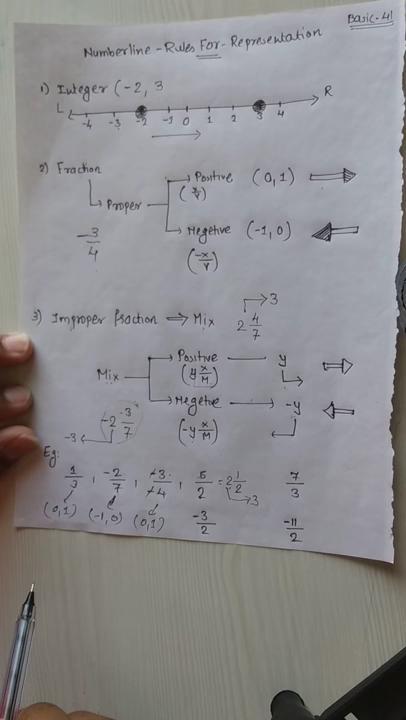 Basic-41
Numberline-Rules For-Representation
1) Integer (-2, 3
L -4 -3 -2 -1 0 1 2 3 4 R
2) Fraction
Proper
Positive (x/y) (0,1)
Negetive (-x/y) (-1,0)
-3/4
3) Improper fraction ⇒ Mix 2 4/7 → 3
Mix
Positive (y x/M) y
Negetive (-y x/M) -y
-2 -3/7
-3
Eg:
1/3, -2/7, -3/-4, 5/2 = 2 1/2 → 3 7/3
(0,1) (-1,0) (0,1) -3/2 -11/2